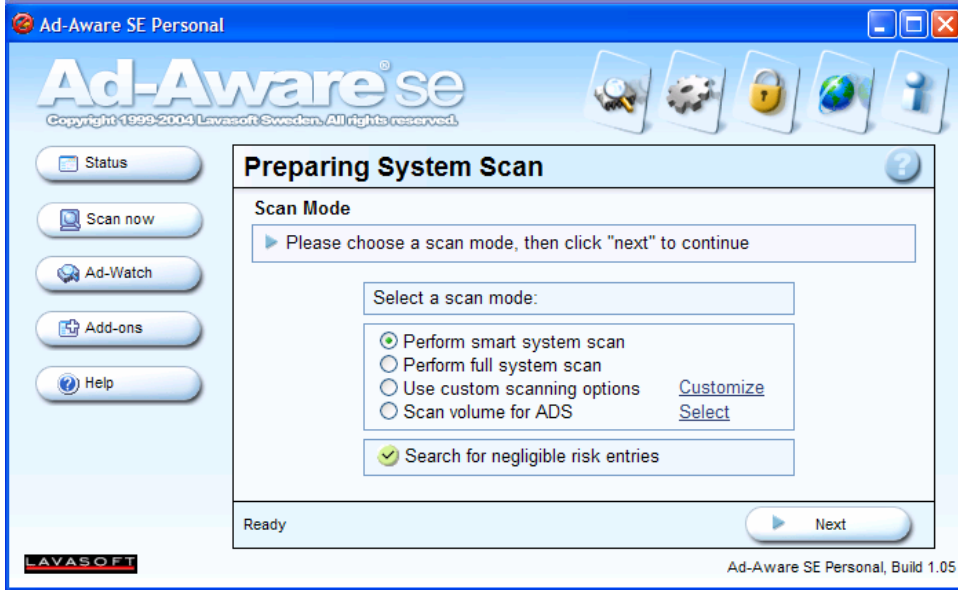 Ad-Aware SE Personal
Ad-Aware® se
Copyright 1999-2004 Lavasoft Sweden. All rights reserved.
Status
Scan now
Ad-Watch
Add-ons
Help
Preparing System Scan
?
Scan Mode
Please choose a scan mode, then click "next" to continue
Select a scan mode:
Perform smart system scan
Perform full system scan
Use custom scanning options Customize
Scan volume for ADS Select
Search for negligible risk entries
Ready
Next
LAVASOFT
Ad-Aware SE Personal, Build 1.05